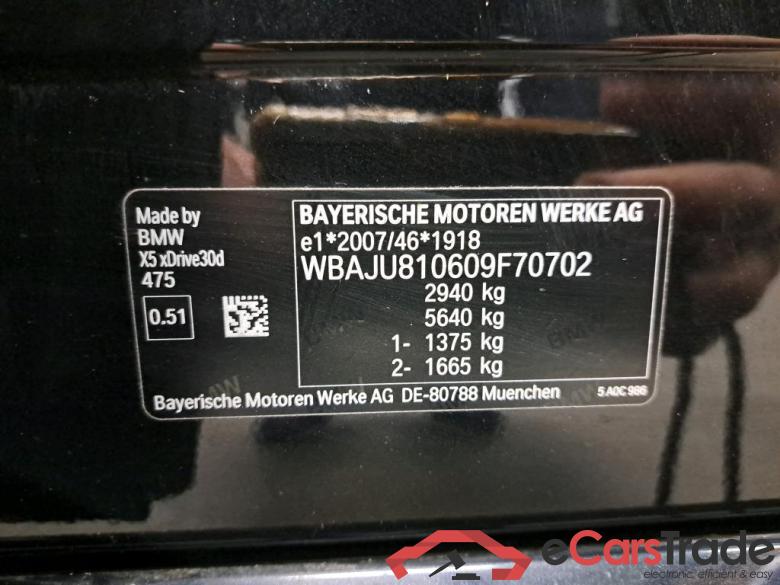 Made by
BMW
X5 xDrive30d
475
0.51
BAYERISCHE MOTOREN WERKE AG
e1*2007/46*1918
WBAJU810609F70702
2940 kg
5640 kg
1- 1375 kg
2- 1665 kg
Bayerische Motoren Werke AG DE-80788 Muenchen
5 A0C 986
eCarsTrade
electronic, efficient & easy